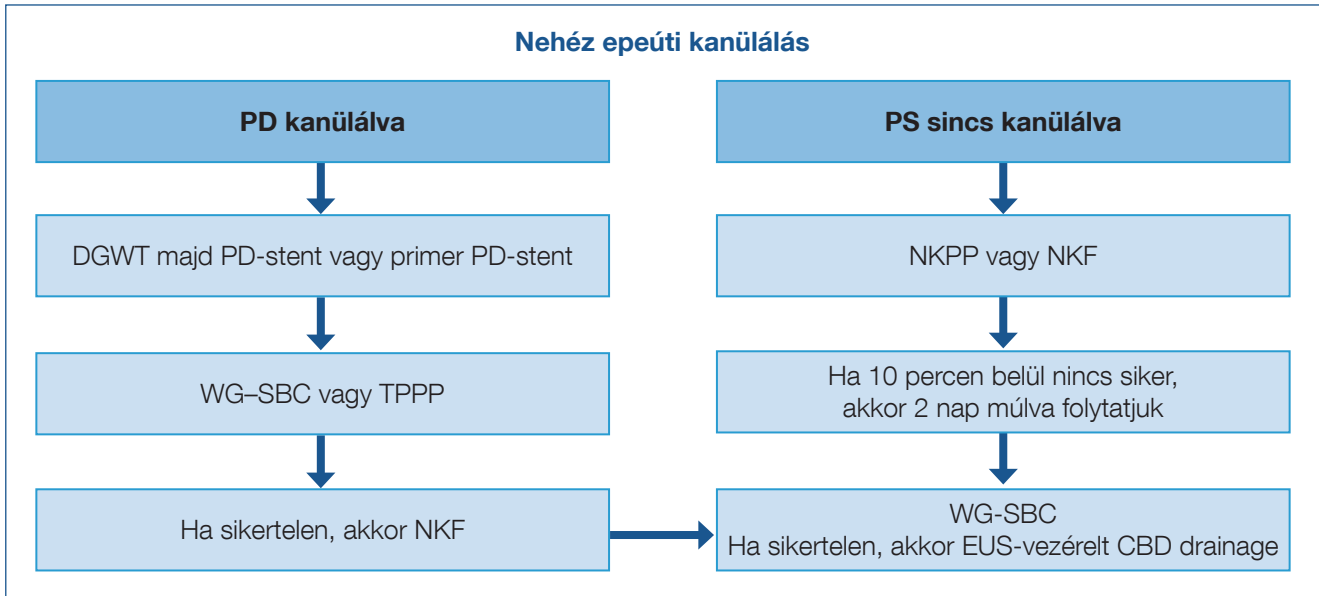 Nehéz epeúti kanülálás
PD kanülálva
DGWT majd PD-stent vagy primer PD-stent
WG–SBC vagy TPPP
Ha sikertelen, akkor NKF
PS sincs kanülálva
NKPP vagy NKF
Ha 10 percen belül nincs siker,
akkor 2 nap múlva folytatjuk
WG-SBC
Ha sikertelen, akkor EUS-vezérelt CBD drainage